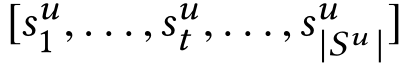 [s_1^u, . . . , s_t^u, . . . , s_{|S^u|}^u]